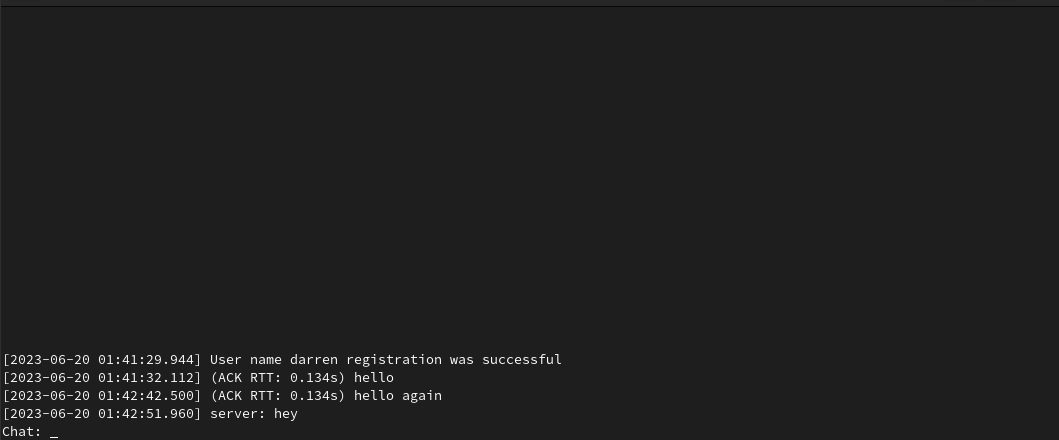 [2023-06-20 01:41:29.944] User name darren registration was successful
[2023-06-20 01:41:32.112] (ACK RTT: 0.134s) hello
[2023-06-20 01:42:42.500] (ACK RTT: 0.134s) hello again
[2023-06-20 01:42:51.960] server: hey
Chat: _